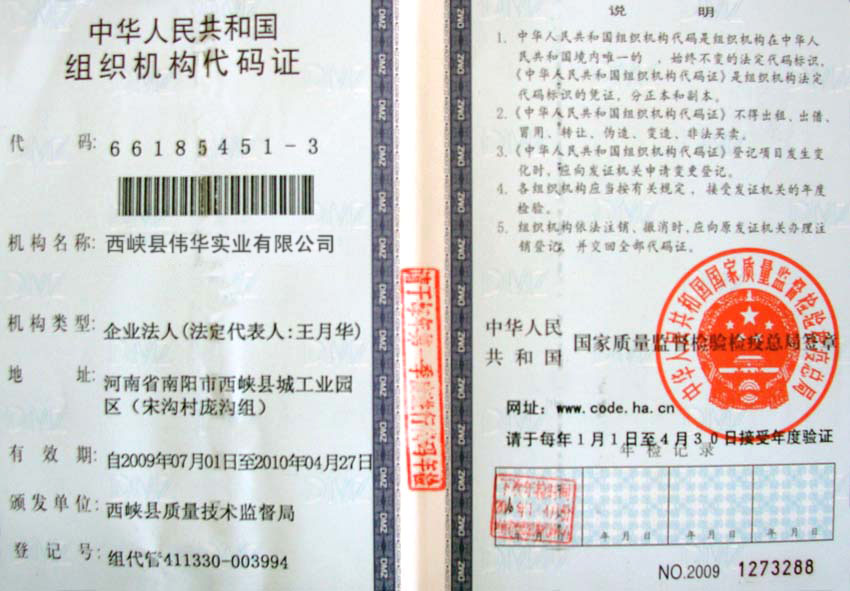 中华人民共和国
组织机构代码证
代 码: 66185451-3
机构名称: 西峡县伟华实业有限公司
机构类型: 企业法人(法定代表人:王月华)
地 址: 河南省南阳市西峡县城工业园
区（宋沟村庞沟组）
有 效 期: 自2009年07月01日至2010年04月27日
颁发单位: 西峡县质量技术监督局
登 记 号: 组代管411330-003994
DMZ
说 明
1. 中华人民共和国组织机构代码是组织机构在中华人
民共和国境内唯一的 ，始终不变的法定代码标识，
《中华人民共和国组织机构代码证》是组织机构法定
代码标识的凭证，分正本和副本。
2.《中华人民共和国组织机构代码证》不得出租、出借、
冒用、转让、伪造、变造、非法买卖。
3.《中华人民共和国组织机构代码证》登记项目发生变
化时，应向发证机关申请变更登记。
4. 各组织机构应当按有关规定，接受发证机关的年度
检验。
5. 组织机构依法注销、撤消时，应向原发证机关办理注
销登记，并交回全部代码证。
中华人民共和国国家质量监督检验检疫总局
中华人民
共和国
国家质量监督检验检疫总局签章
网址：www.code.ha.cn
请于每年1月1日至4月30日接受年度验证
年检记录
年 月 日
年 月 日
年 月 日
NO.2009 1273288